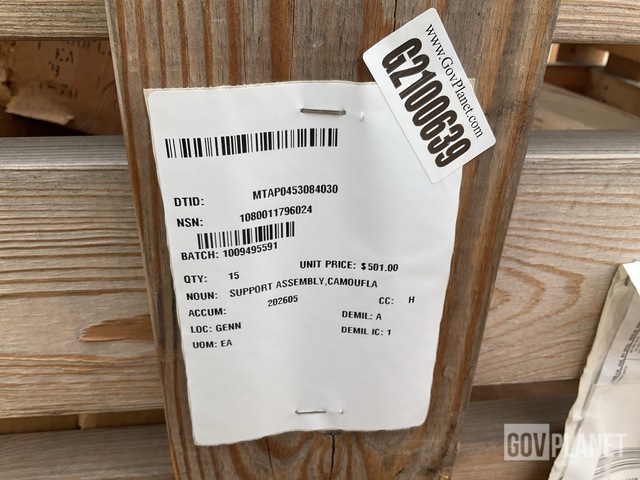 www.GovPlanet.com
G2100639
DTID: MTAP0453084030
NSN: 1080011796024
BATCH: 1009495591
UNIT PRICE: $501.00
QTY: 15
NOUN: SUPPORT ASSEMBLY,CAMOUFLA
ACCUM: 202605 CC: H
LOC: GENN DEMIL: A
UOM: EA DEMIL IC: 1
GOVPLANET